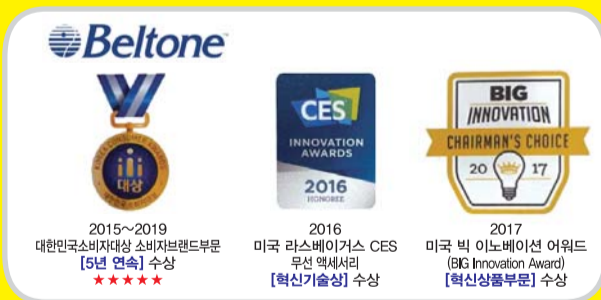 Beltone™
대상
CES
INNOVATION
AWARDS
2016
HONOREE
BIG
INNOVATION
CHAIRMAN'S CHOICE
20 17
2015~2019
대한민국소비자대상 소비자브랜드부문
[5년 연속] 수상
★★★★★
2016
미국 라스베이거스 CES
무선 액세서리
[혁신기술상] 수상
2017
미국 빅 이노베이션 어워드
(BIG Innovation Award)
[혁신상품부문] 수상